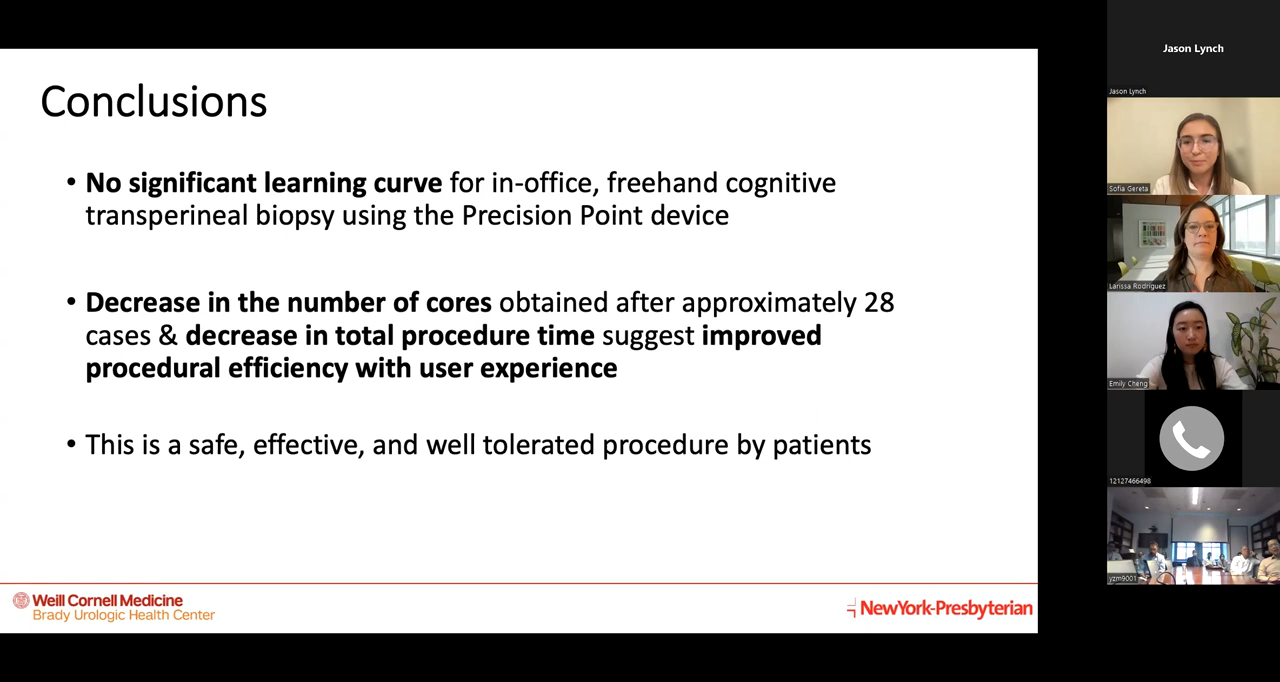 Conclusions
• No significant learning curve for in-office, freehand cognitive
transperineal biopsy using the Precision Point device
• Decrease in the number of cores obtained after approximately 28
cases & decrease in total procedure time suggest improved
procedural efficiency with user experience
• This is a safe, effective, and well tolerated procedure by patients
Weill Cornell Medicine
Brady Urologic Health Center
NewYork-Presbyterian
Jason Lynch
Jason Lynch
Sofia Gereta
Larissa Rodriguez
Emily Cheng
12127466498
yzm9001